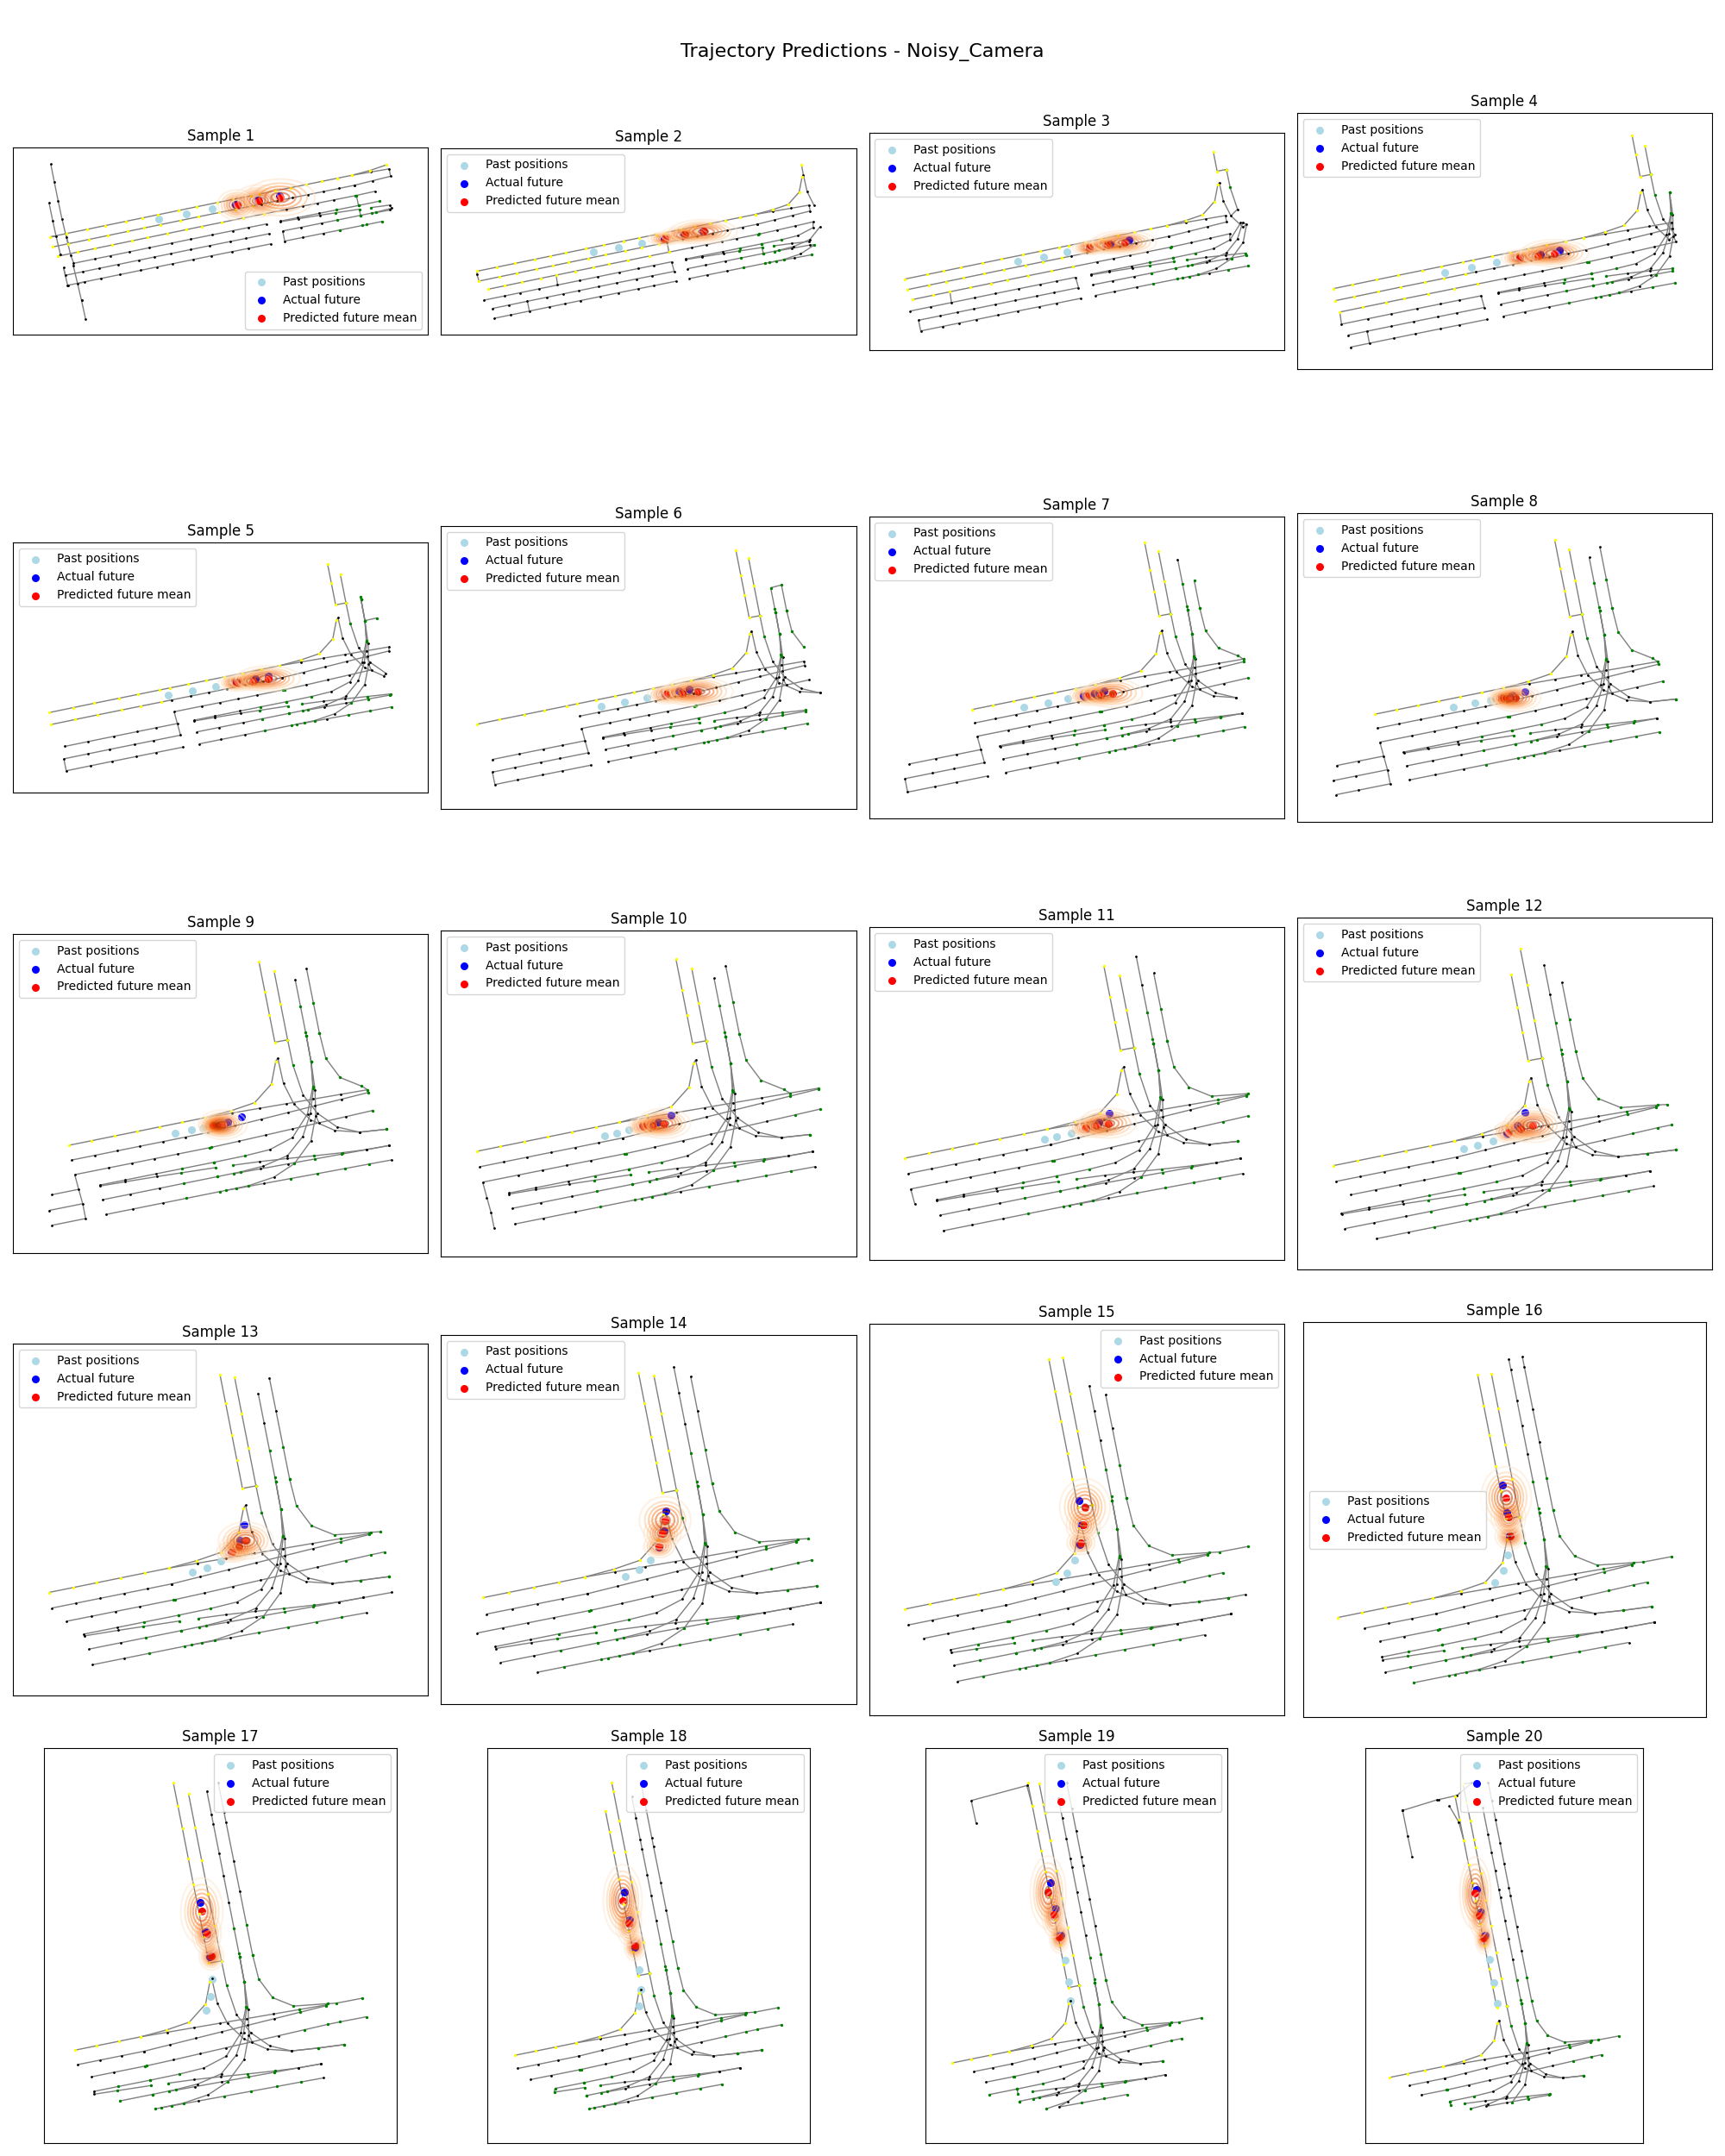 Trajectory Predictions - Noisy_Camera
Sample 1
Past positions
Actual future
Predicted future mean
Sample 2
Past positions
Actual future
Predicted future mean
Sample 3
Past positions
Actual future
Predicted future mean
Sample 4
Past positions
Actual future
Predicted future mean
Sample 5
Past positions
Actual future
Predicted future mean
Sample 6
Past positions
Actual future
Predicted future mean
Sample 7
Past positions
Actual future
Predicted future mean
Sample 8
Past positions
Actual future
Predicted future mean
Sample 9
Past positions
Actual future
Predicted future mean
Sample 10
Past positions
Actual future
Predicted future mean
Sample 11
Past positions
Actual future
Predicted future mean
Sample 12
Past positions
Actual future
Predicted future mean
Sample 13
Past positions
Actual future
Predicted future mean
Sample 14
Past positions
Actual future
Predicted future mean
Sample 15
Past positions
Actual future
Predicted future mean
Sample 16
Past positions
Actual future
Predicted future mean
Sample 17
Past positions
Actual future
Predicted future mean
Sample 18
Past positions
Actual future
Predicted future mean
Sample 19
Past positions
Actual future
Predicted future mean
Sample 20
Past positions
Actual future
Predicted future mean